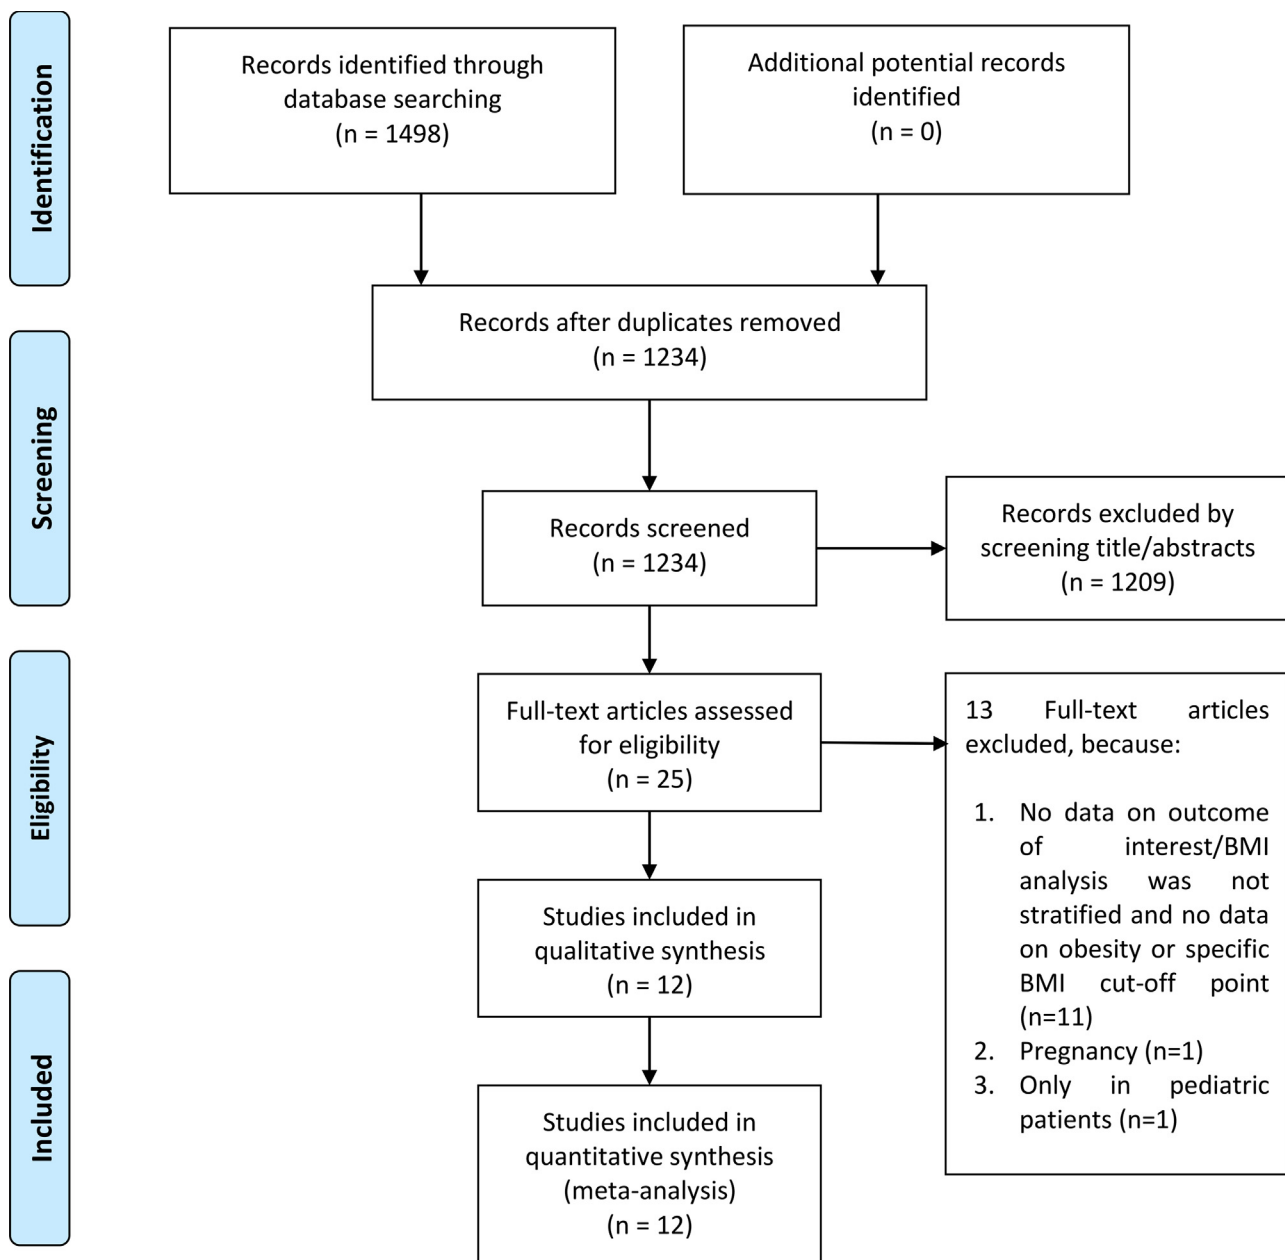 Identification
Records identified through
database searching
(n = 1498)
Additional potential records
identified
(n = 0)
Records after duplicates removed
(n = 1234)
Screening
Records screened
(n = 1234)
Records excluded by
screening title/abstracts
(n = 1209)
Eligibility
Full-text articles assessed
for eligibility
(n = 25)
13 Full-text articles
excluded, because:
1. No data on outcome
of interest/BMI
analysis was not
stratified and no data
on obesity or specific
BMI cut-off point
(n=11)
2. Pregnancy (n=1)
3. Only in pediatric
patients (n=1)
Studies included in
qualitative synthesis
(n = 12)
Included
Studies included in
quantitative synthesis
(meta-analysis)
(n = 12)